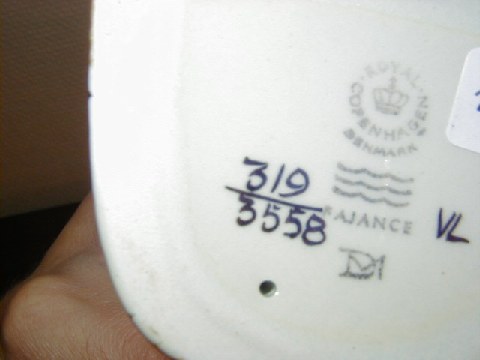 ROYAL
COPENHAGEN
DENMARK
319
3558
FAJANCE
VL